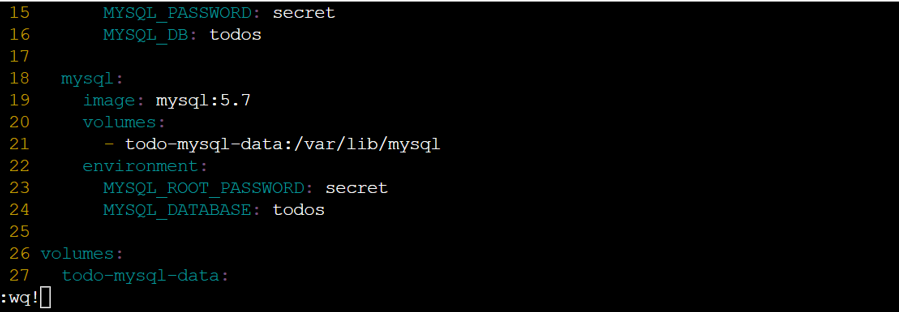 15       MYSQL_PASSWORD: secret
16       MYSQL_DB: todos
17
18   mysql:
19     image: mysql:5.7
20     volumes:
21       - todo-mysql-data:/var/lib/mysql
22     environment:
23       MYSQL_ROOT_PASSWORD: secret
24       MYSQL_DATABASE: todos
25
26 volumes:
27   todo-mysql-data:
:wq!